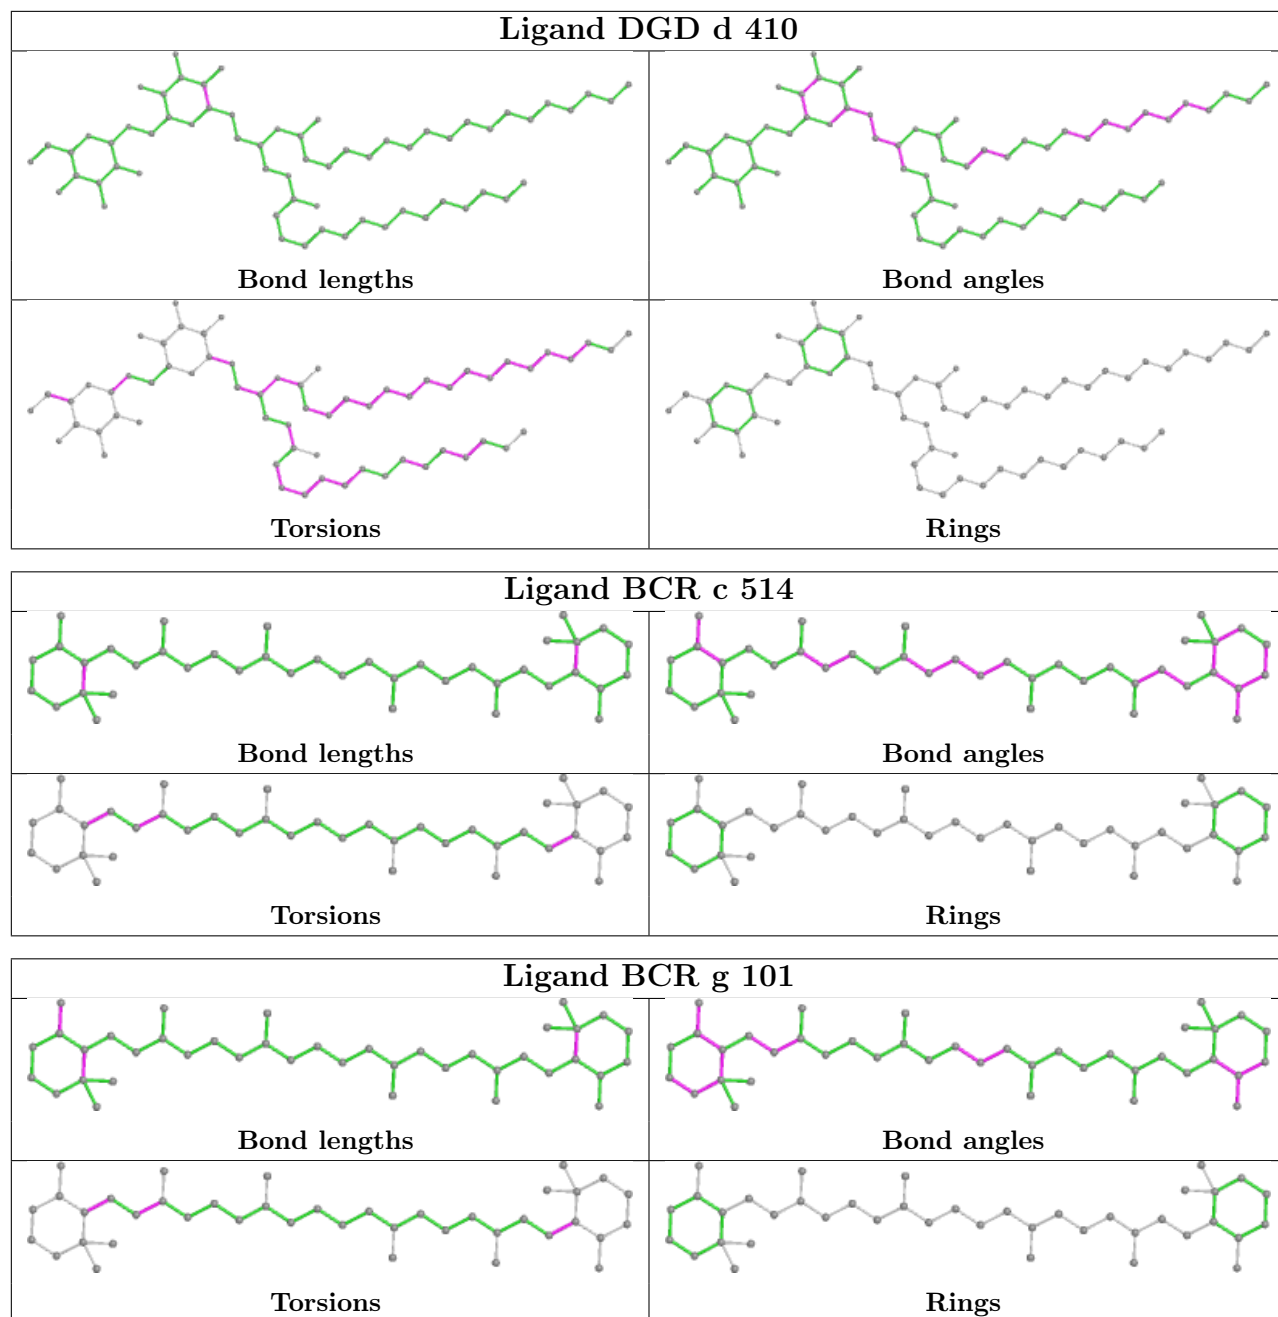 Ligand DGD d 410
Bond lengths
Bond angles
Torsions
Rings
Ligand BCR c 514
Bond lengths
Bond angles
Torsions
Rings
Ligand BCR g 101
Bond lengths
Bond angles
Torsions
Rings